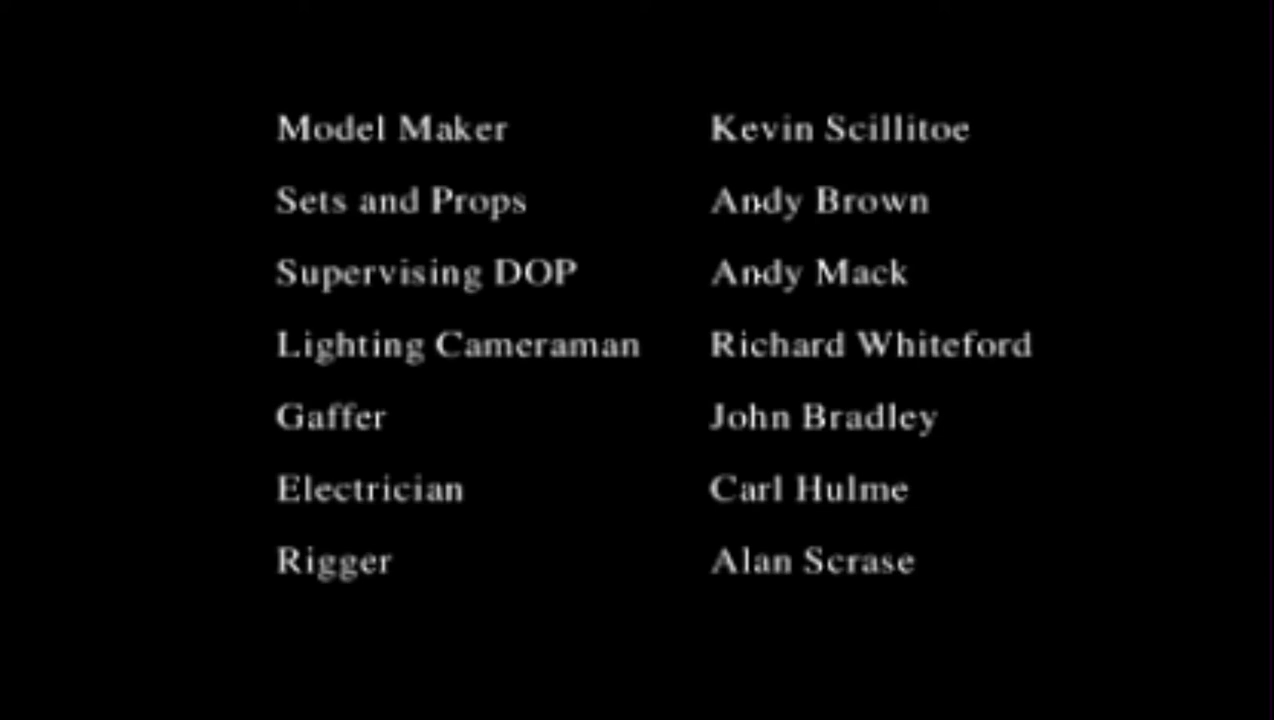 Model Maker Kevin Scillitoe
Sets and Props Andy Brown
Supervising DOP Andy Mack
Lighting Cameraman Richard Whiteford
Gaffer John Bradley
Electrician Carl Hulme
Rigger Alan Scrase